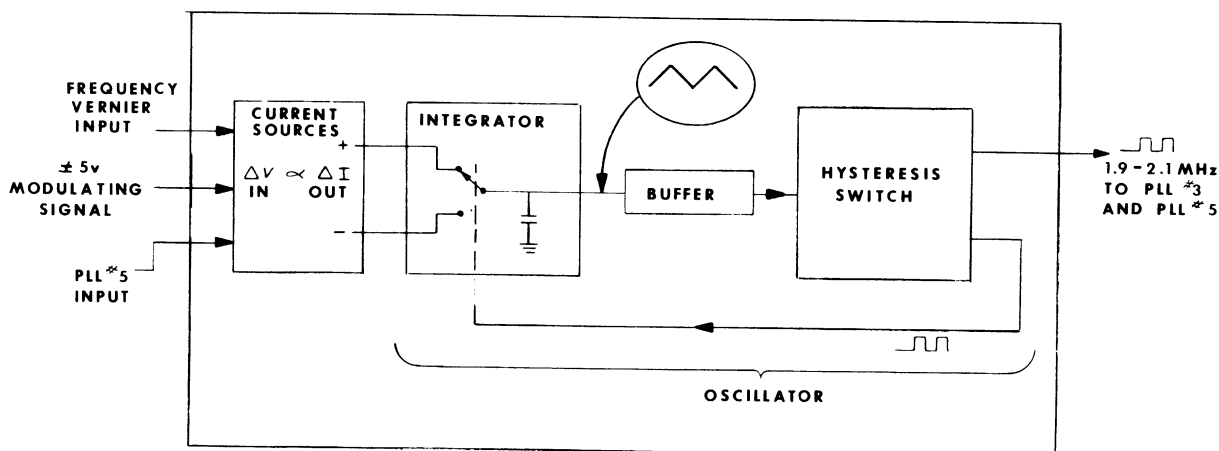 FREQUENCY
VERNIER
INPUT
± 5v
MODULATING
SIGNAL
PLL #5
INPUT
CURRENT
SOURCES
+
ΔV ∝ ΔI
IN OUT
−
INTEGRATOR
BUFFER
HYSTERESIS
SWITCH
1.9-2.1 MHz
TO PLL #3
AND PLL #5
OSCILLATOR